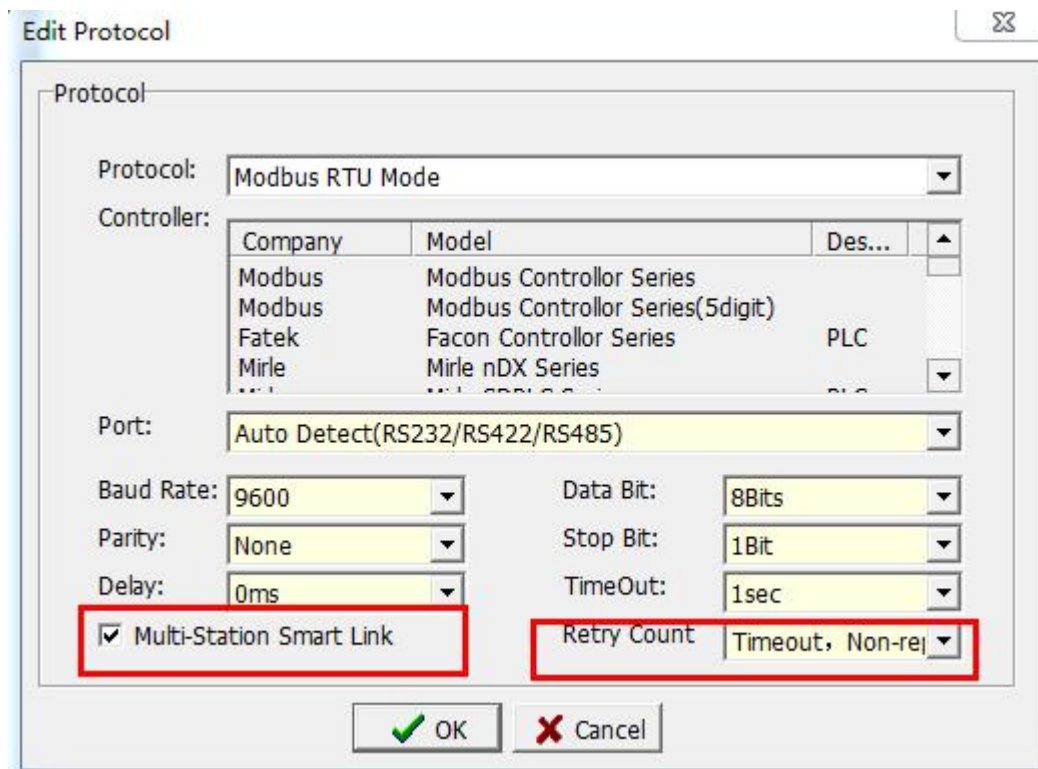 Edit Protocol
Protocol
Protocol: Modbus RTU Mode
Controller:
Company Model Des...
Modbus Modbus Controllor Series
Modbus Modbus Controllor Series(5digit)
Fatek Facon Controllor Series PLC
Mirle Mirle nDX Series
Port: Auto Detect(RS232/RS422/RS485)
Baud Rate: 9600 Data Bit: 8Bits
Parity: None Stop Bit: 1Bit
Delay: 0ms TimeOut: 1sec
Multi-Station Smart Link Retry Count Timeout，Non-rep
OK Cancel